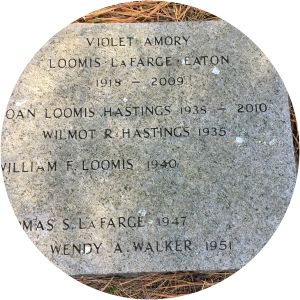 VIOLET AMORY
LOOMIS LAFARGE EATON
1918 - 2009
OAN LOOMIS HASTINGS 1938 - 2010
WILMOT R. HASTINGS 1935
WILLIAM F. LOOMIS 1940
MAS S. LAFARGE 1947
WENDY A. WALKER 1951